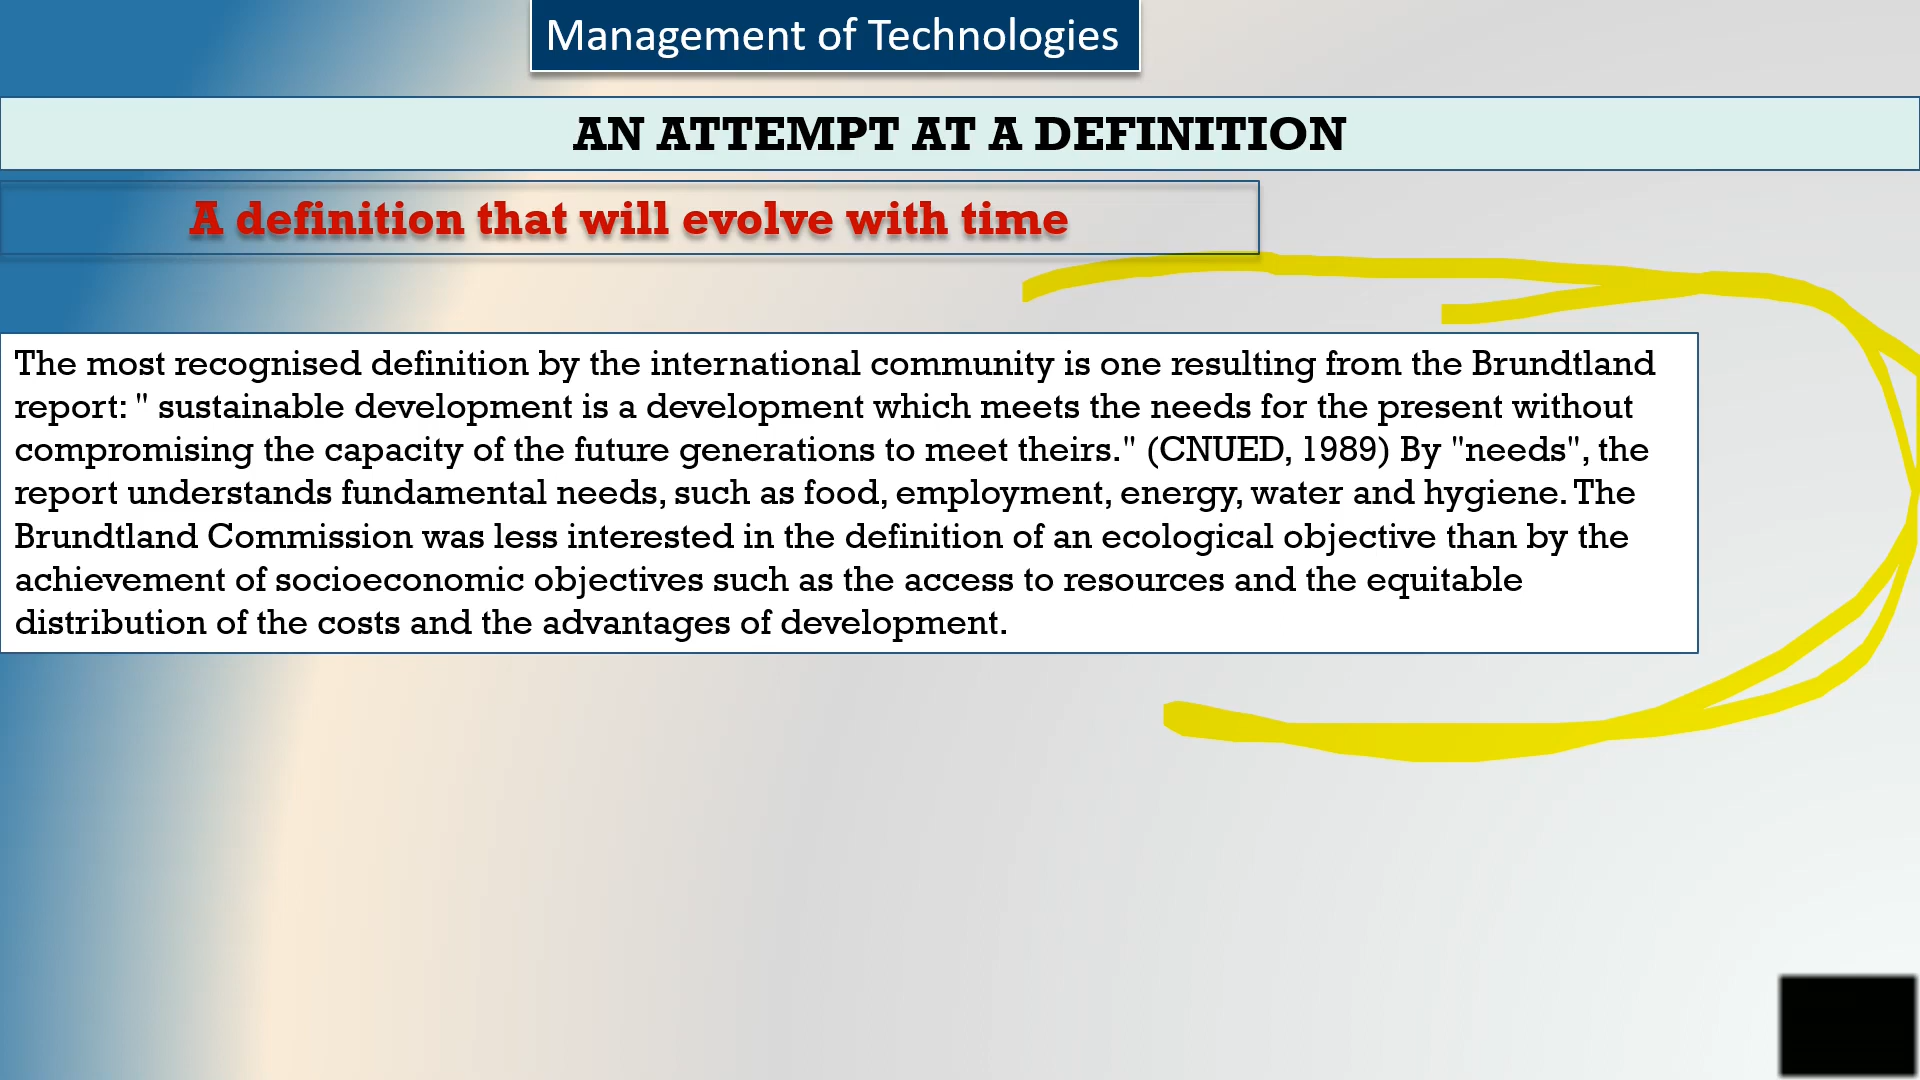 Management of Technologies
AN ATTEMPT AT A DEFINITION
A definition that will evolve with time
The most recognised definition by the international community is one resulting from the Brundtland
report: " sustainable development is a development which meets the needs for the present without
compromising the capacity of the future generations to meet theirs." (CNUED, 1989) By "needs", the
report understands fundamental needs, such as food, employment, energy, water and hygiene. The
Brundtland Commission was less interested in the definition of an ecological objective than by the
achievement of socioeconomic objectives such as the access to resources and the equitable
distribution of the costs and the advantages of development.